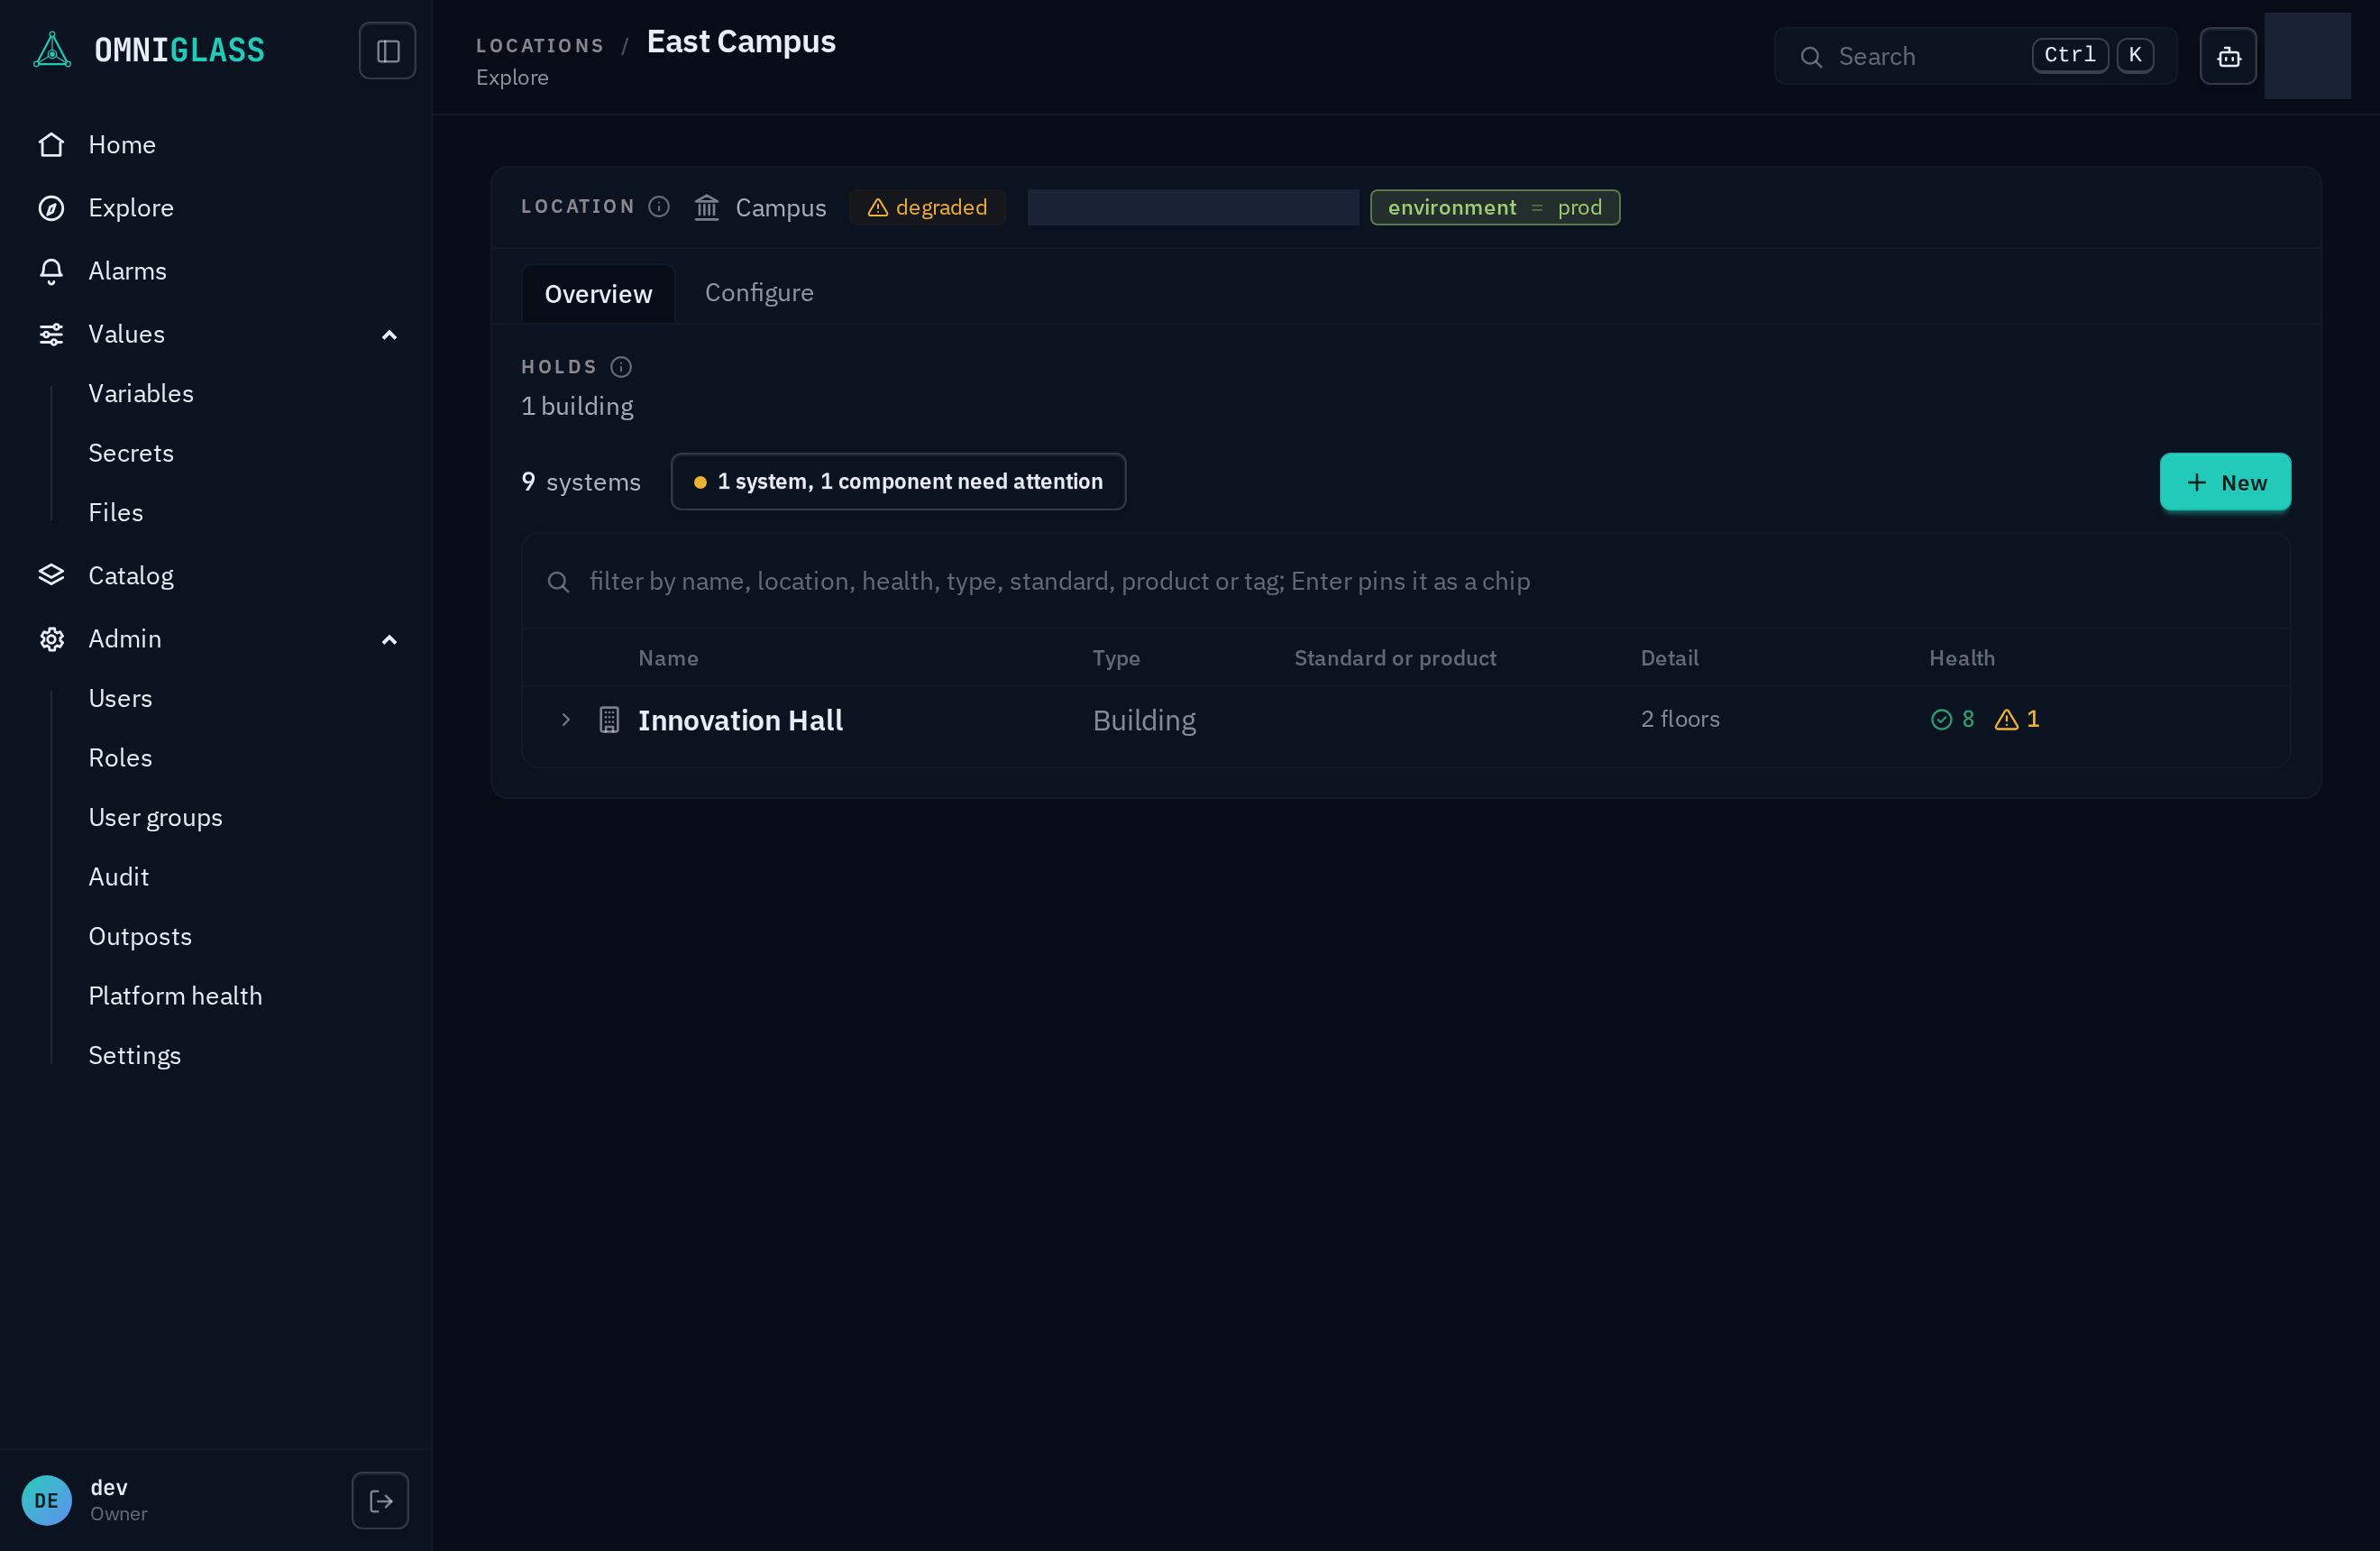 OMNIGLASS
LOCATIONS / East Campus
Explore
Search Ctrl K
Home
Explore
Alarms
Values
Variables
Secrets
Files
Catalog
Admin
Users
Roles
User groups
Audit
Outposts
Platform health
Settings
DE
dev
Owner
LOCATION Campus degraded environment = prod
Overview Configure
HOLDS
1 building
9 systems 1 system, 1 component need attention New
filter by name, location, health, type, standard, product or tag; Enter pins it as a chip
Name Type Standard or product Detail Health
Innovation Hall Building 2 floors 8 1